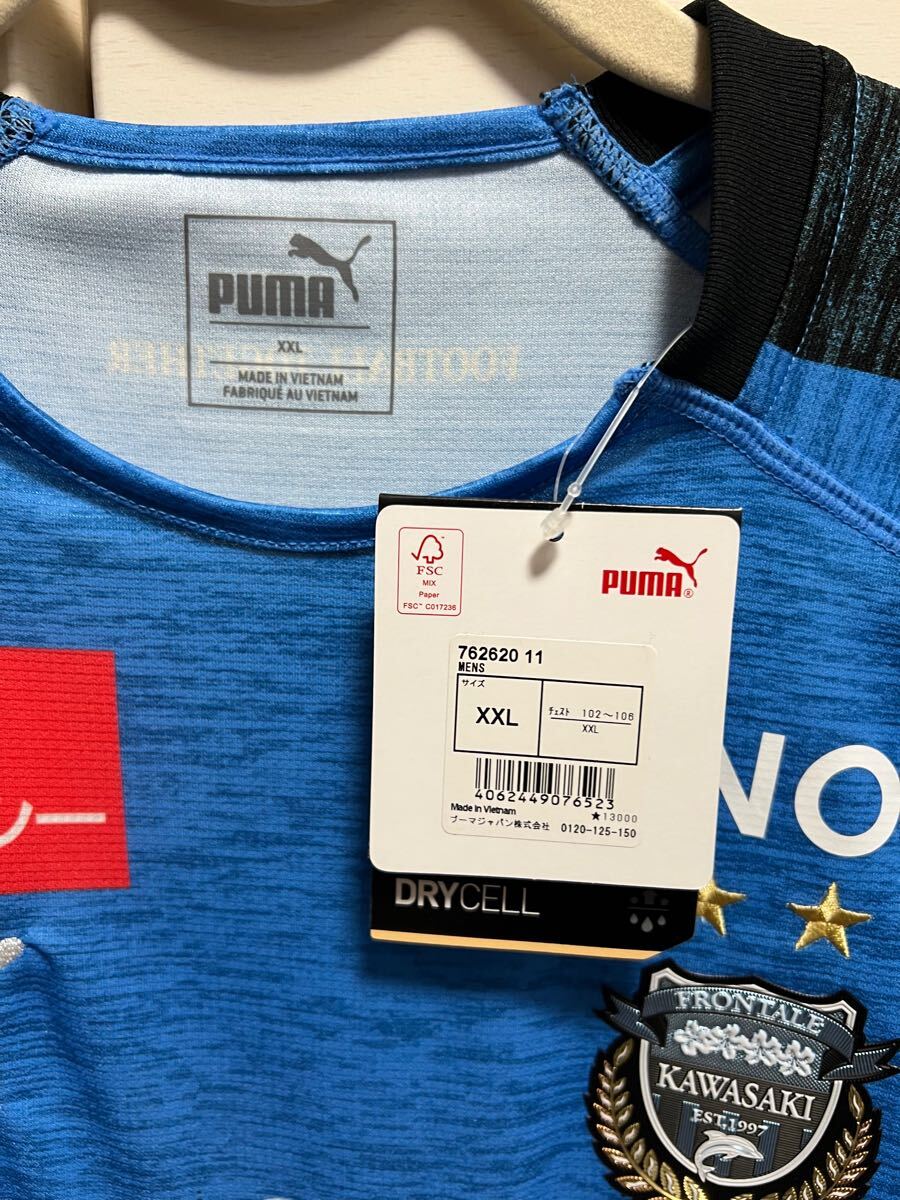 PUMA
XXL
MADE IN VIETNAM
FABRIQUÉ AU VIETNAM
FSC
MIX
Paper
FSC™ C017236
PUMA®
762620 11
MENS
サイズ
XXL
チェスト 102～106
XXL
4062449076523
Made in Vietnam
★13000
プーマジャパン株式会社 0120-125-150
DRYCELL
ー
NO
FRONTALE
KAWASAKI
EST.1997